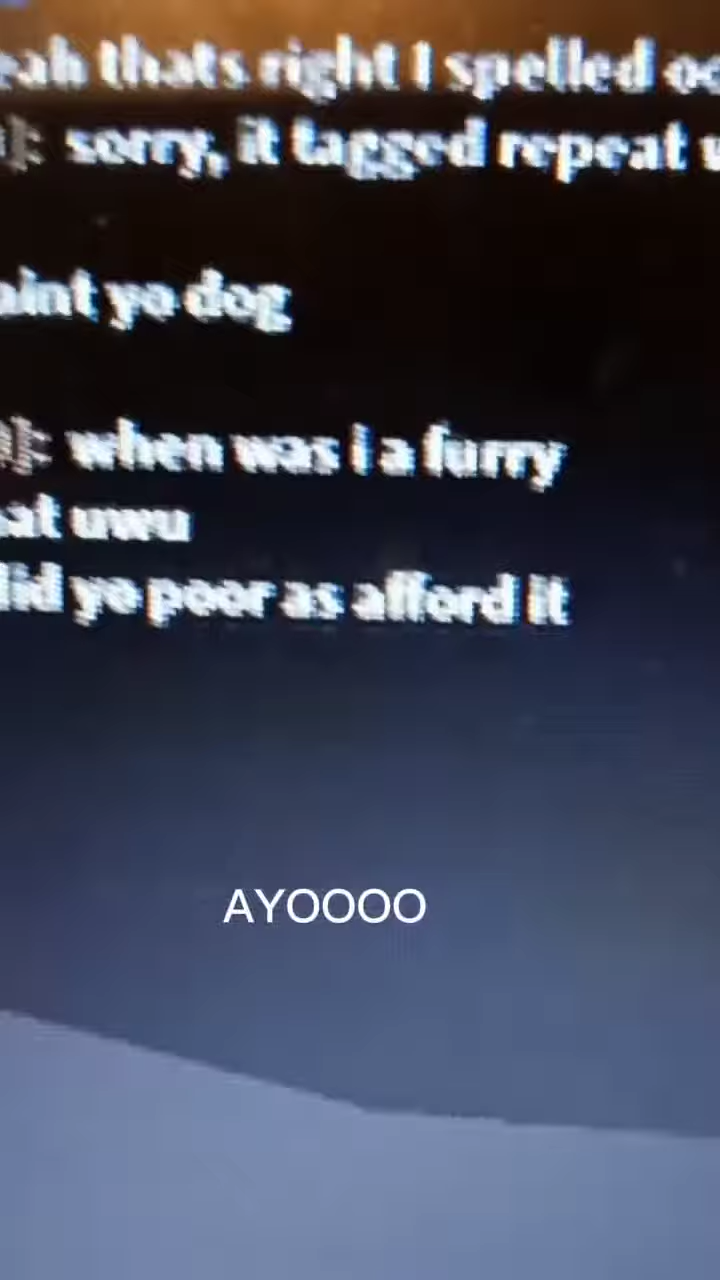 eah thats right I spelled oc
]: sorry, it tagged repeat u
aint yo dog
]: when was i a furry
at uwu
did yo poor as afford it
AYOOOO